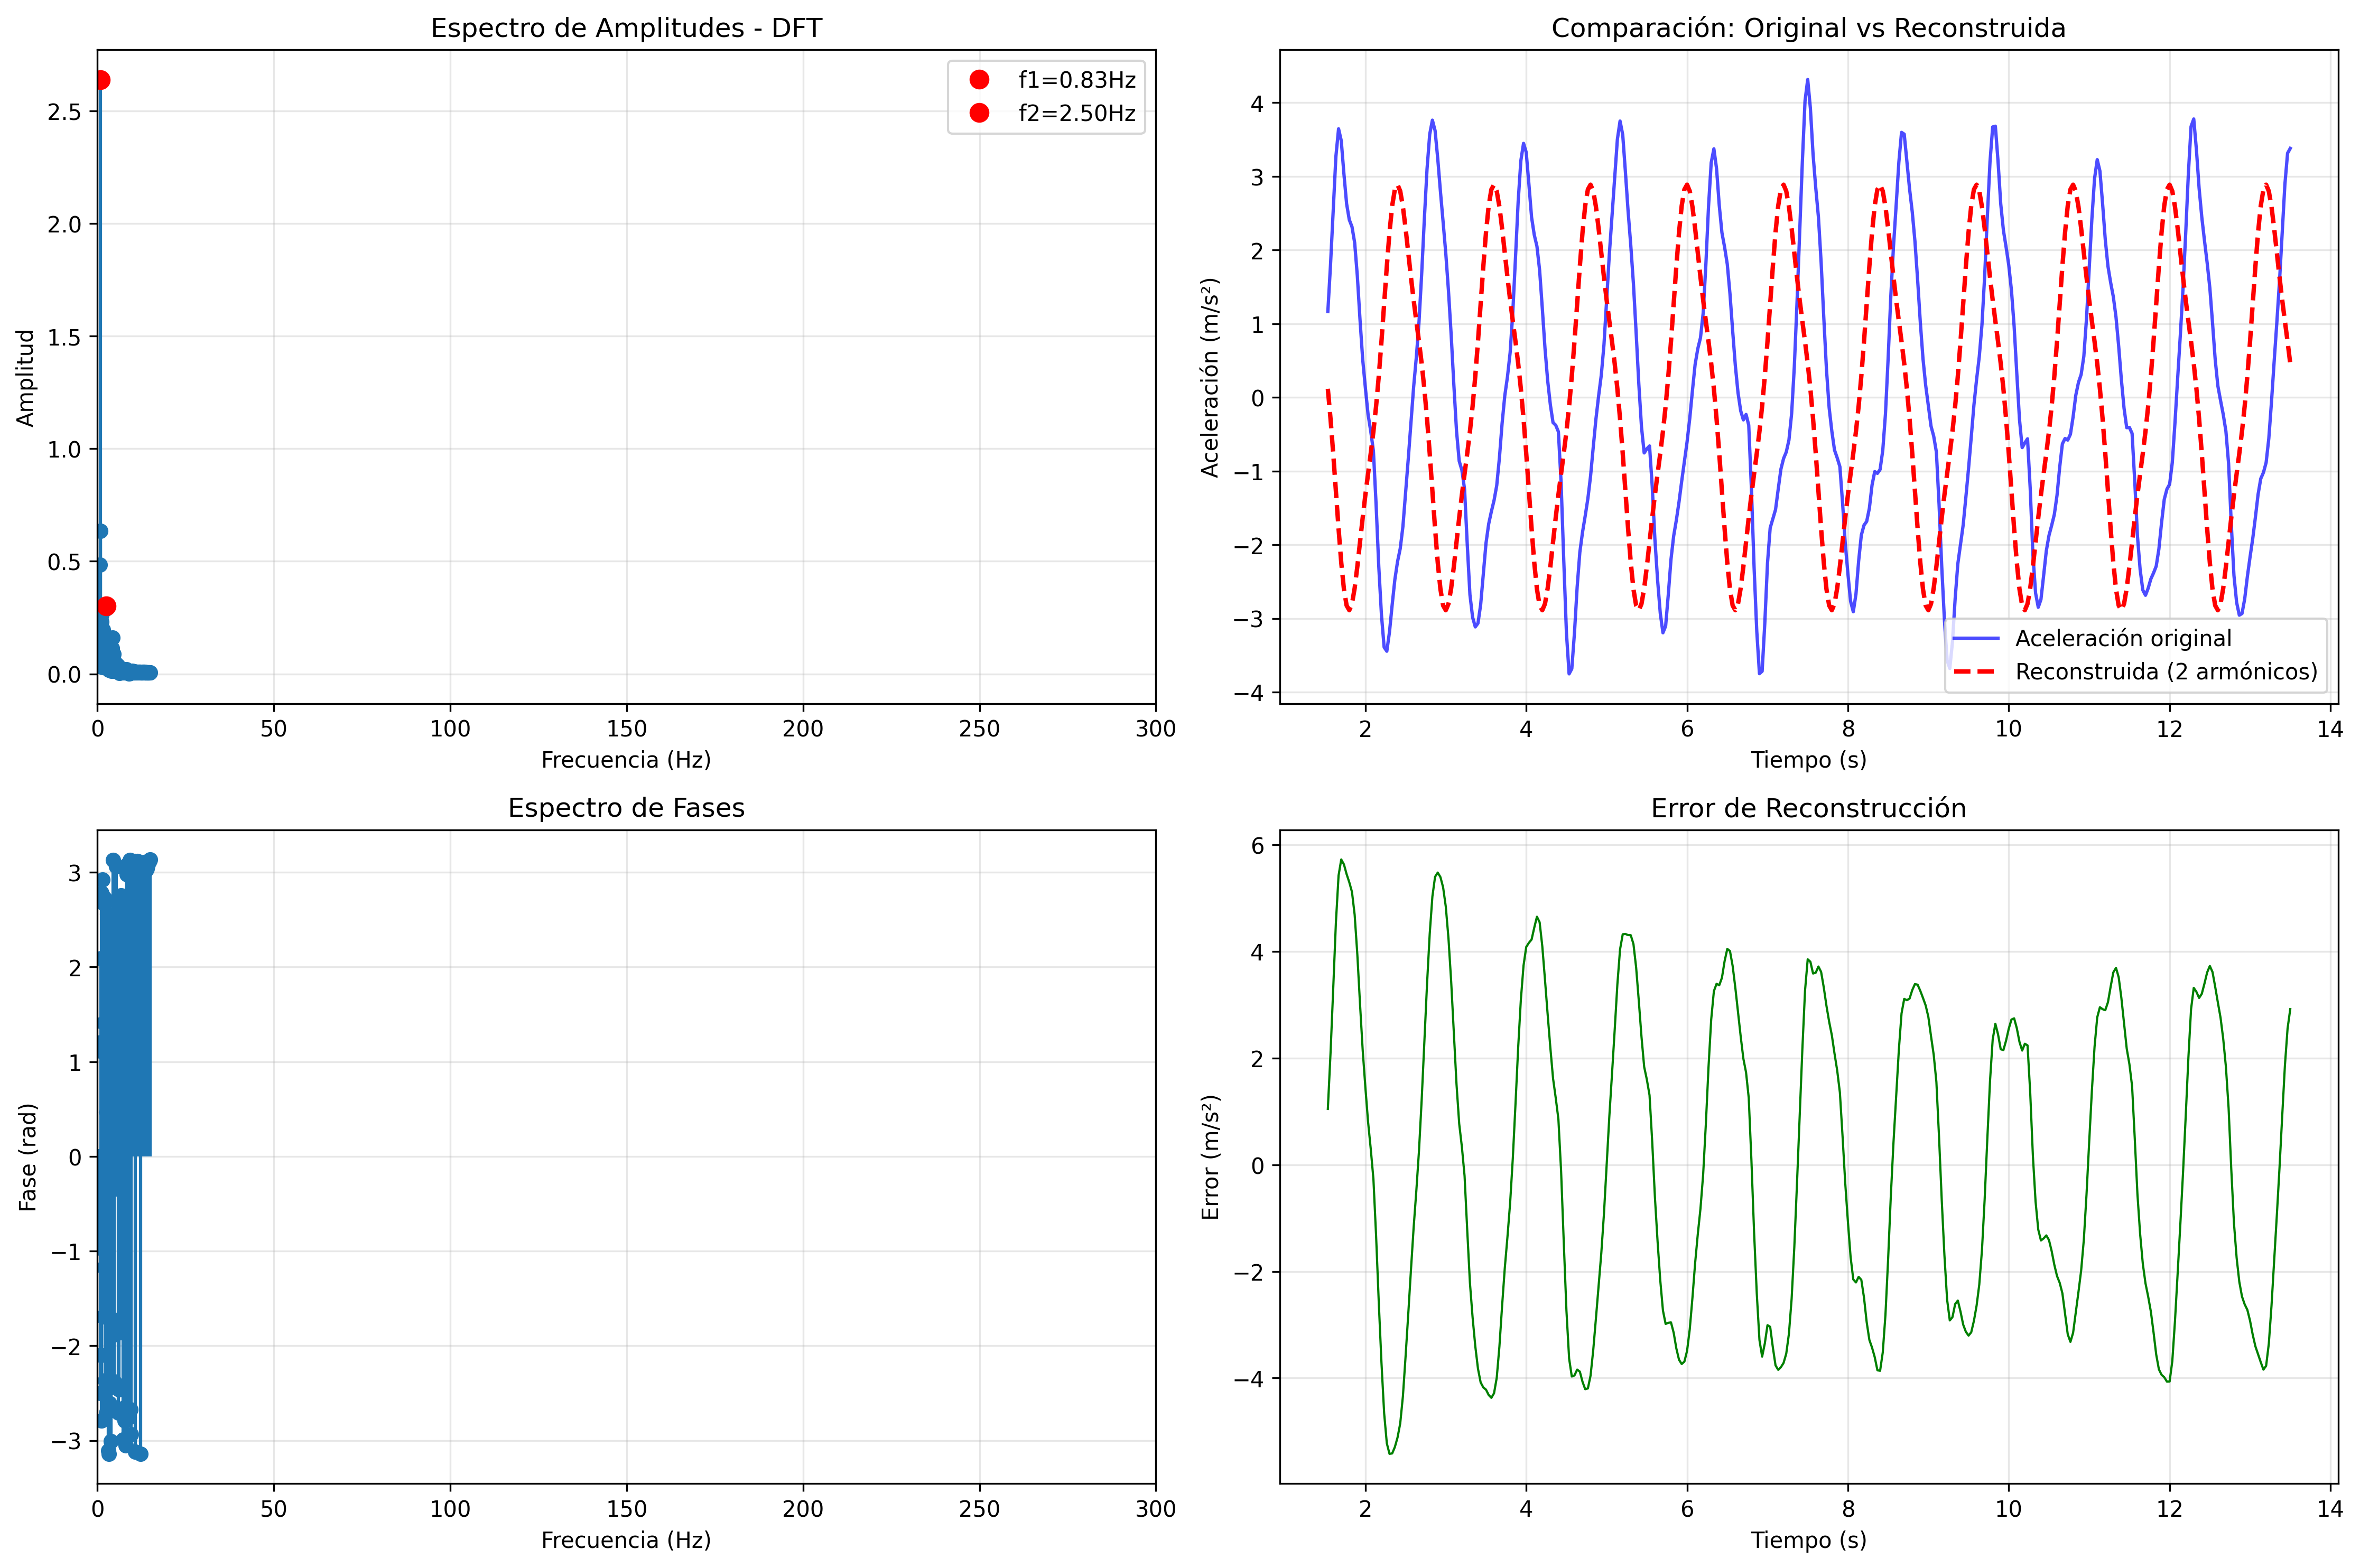 Espectro de Amplitudes - DFT
f1=0.83Hz
f2=2.50Hz
2.5
2.0
1.5
1.0
0.5
0.0
Amplitud
0 50 100 150 200 250 300
Frecuencia (Hz)
Comparación: Original vs Reconstruida
4
3
2
1
0
−1
−2
−3
−4
Aceleración (m/s²)
Aceleración original
Reconstruida (2 armónicos)
2 4 6 8 10 12 14
Tiempo (s)
Espectro de Fases
3
2
1
0
−1
−2
−3
Fase (rad)
0 50 100 150 200 250 300
Frecuencia (Hz)
Error de Reconstrucción
6
4
2
0
−2
−4
Error (m/s²)
2 4 6 8 10 12 14
Tiempo (s)